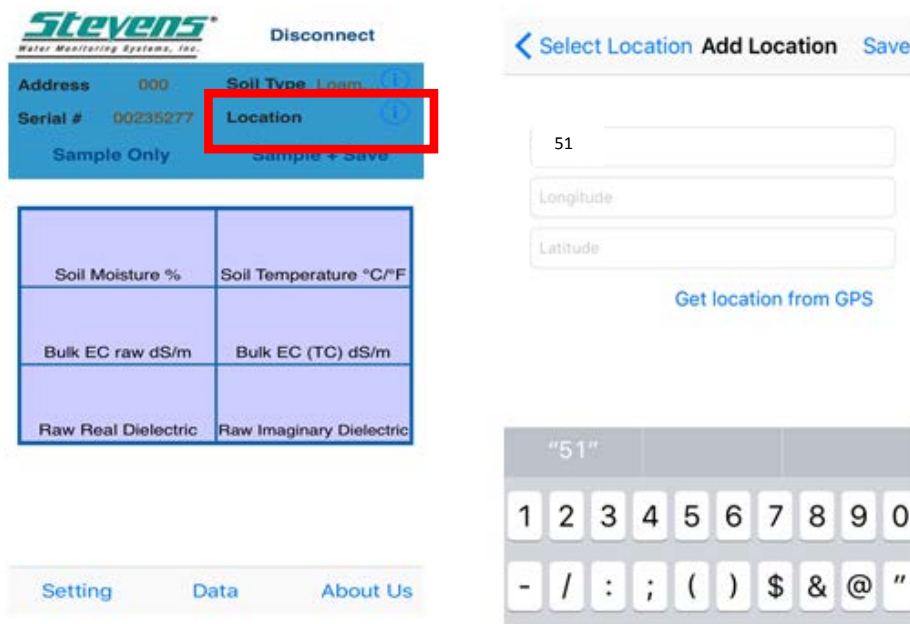 Stevens
Water Monitoring Systems, Inc.
Disconnect
Address 000 Soil Type Loam...
Serial # 00235277 Location
Sample Only Sample + Save
Soil Moisture % Soil Temperature °C/°F
Bulk EC raw dS/m Bulk EC (TC) dS/m
Raw Real Dielectric Raw Imaginary Dielectric
Setting Data About Us
Select Location Add Location Save
51
Longitude
Latitude
Get location from GPS
"51"
1 2 3 4 5 6 7 8 9 0
- / : ; ( ) $ & @ "